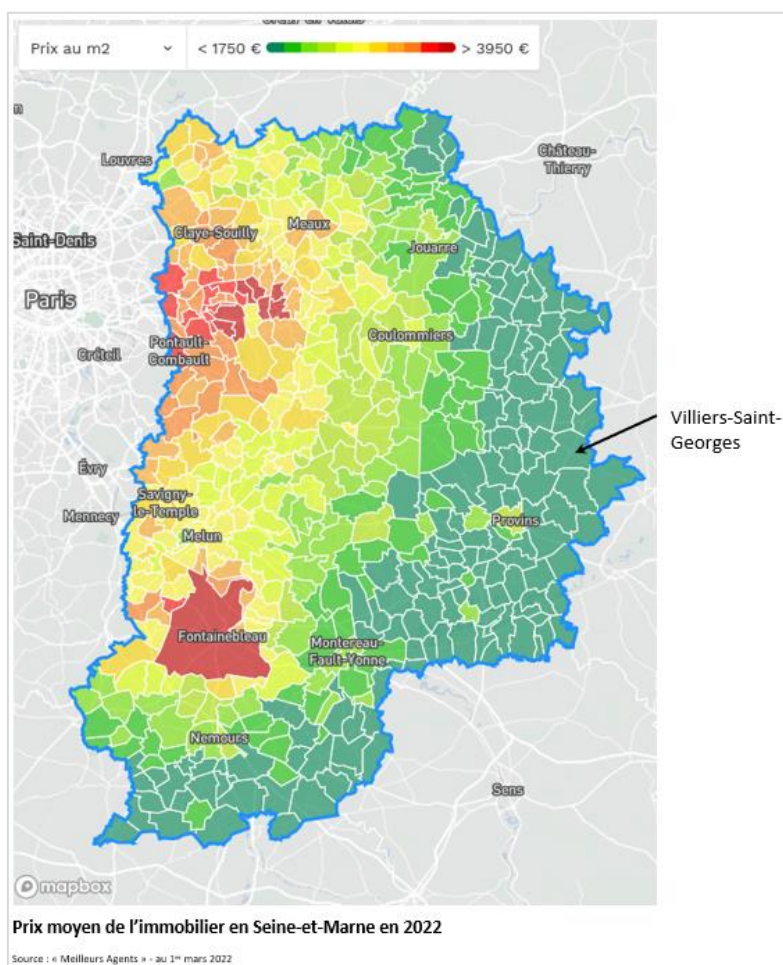 Prix au m2
< 1750 €
> 3950 €
Louvres
Château-
Thierry
Claye-Souilly
Meaux
Saint-Denis
Jouarre
Paris
Pontault-
Combault
Coulommiers
Créteil
Villiers-Saint-
Georges
Évry
Savigny-
le-Temple
Mennecy
Provins
Melun
Fontainebleau
Montereau-
Fault-Yonne
Nemours
Sens
mapbox
Prix moyen de l’immobilier en Seine-et-Marne en 2022
Source : « Meilleurs Agents » - au 1er mars 2022